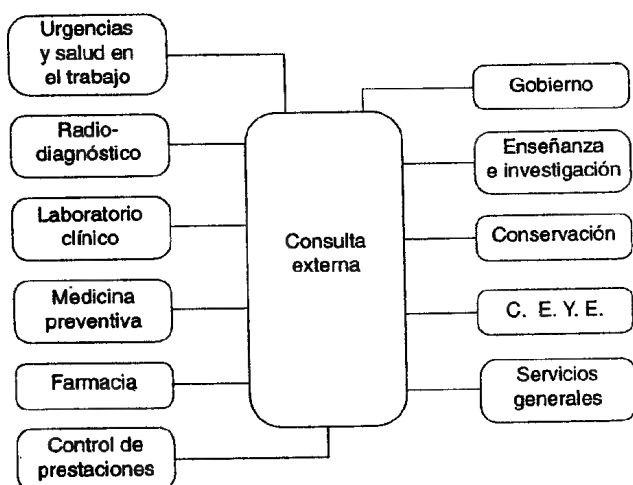 Urgencias
y salud en
el trabajo
Radio-
diagnóstico
Laboratorio
clínico
Medicina
preventiva
Farmacia
Control de
prestaciones
Consulta
externa
Gobierno
Enseñanza
e investigación
Conservación
C. E. Y. E.
Servicios
generales